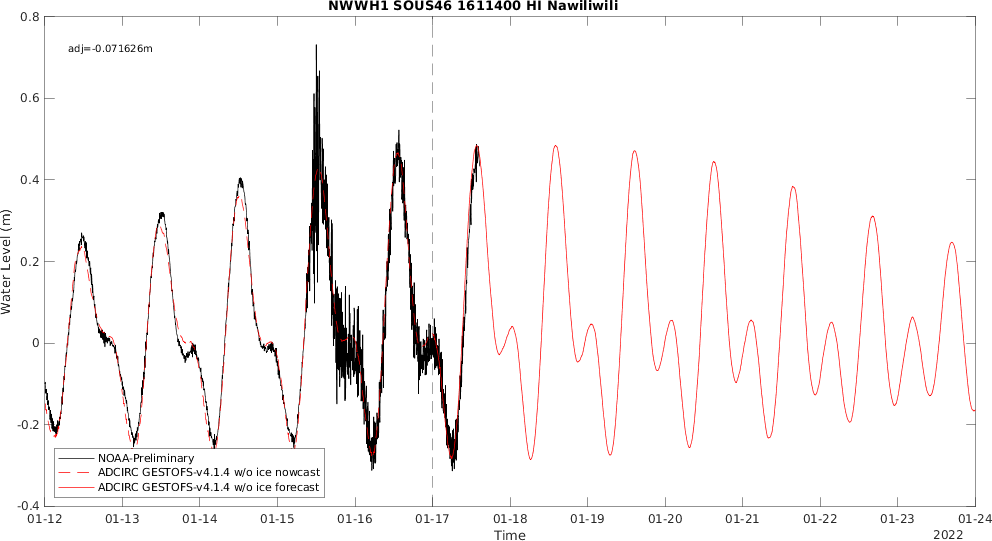 NWWH1 SOUS46 1611400 HI Nawiliwili
adj=-0.071626m
0.8
0.6
0.4
0.2
0
-0.2
-0.4
Water Level (m)
NOAA-Preliminary
ADCIRC GESTOFS-v4.1.4 w/o ice nowcast
ADCIRC GESTOFS-v4.1.4 w/o ice forecast
01-12 01-13 01-14 01-15 01-16 01-17 01-18 01-19 01-20 01-21 01-22 01-23 01-24
Time
2022